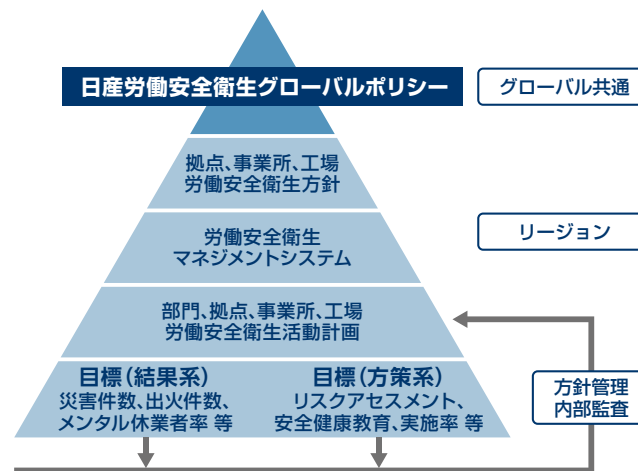 日産労働安全衛生グローバルポリシー
グローバル共通
拠点、事業所、工場
労働安全衛生方針
労働安全衛生
マネジメントシステム
リージョン
部門、拠点、事業所、工場
労働安全衛生活動計画
目標(結果系)
災害件数、出火件数、
メンタル休業者率 等
目標(方策系)
リスクアセスメント、
安全健康教育、実施率 等
方針管理
内部監査